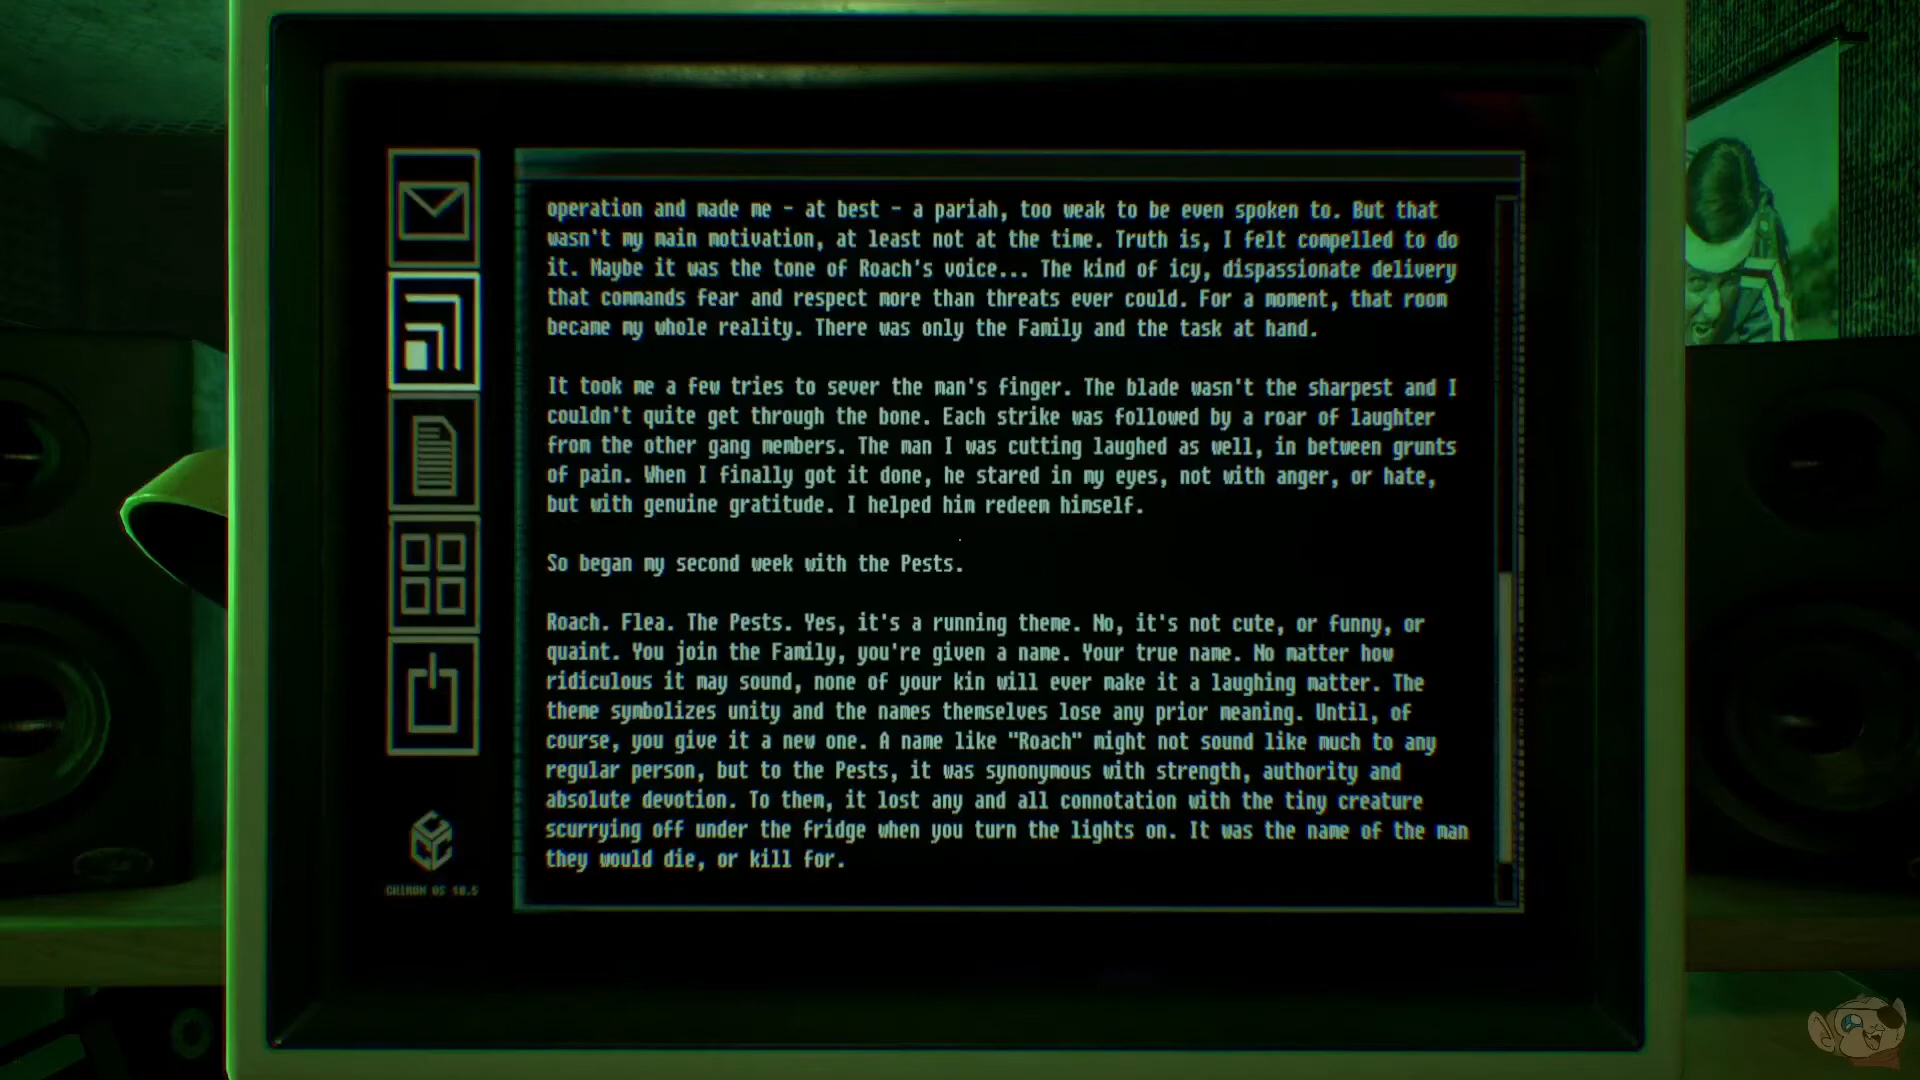 operation and made me - at best - a pariah, too weak to be even spoken to. But that
wasn't my main motivation, at least not at the time. Truth is, I felt compelled to do
it. Maybe it was the tone of Roach's voice... The kind of icy, dispassionate delivery
that commands fear and respect more than threats ever could. For a moment, that room
became my whole reality. There was only the Family and the task at hand.
It took me a few tries to sever the man's finger. The blade wasn't the sharpest and I
couldn't quite get through the bone. Each strike was followed by a roar of laughter
from the other gang members. The man I was cutting laughed as well, in between grunts
of pain. When I finally got it done, he stared in my eyes, not with anger, or hate,
but with genuine gratitude. I helped him redeem himself.
So began my second week with the Pests.
Roach. Flea. The Pests. Yes, it's a running theme. No, it's not cute, or funny, or
quaint. You join the Family, you're given a name. Your true name. No matter how
ridiculous it may sound, none of your kin will ever make it a laughing matter. The
theme symbolizes unity and the names themselves lose any prior meaning. Until, of
course, you give it a new one. A name like "Roach" might not sound like much to any
regular person, but to the Pests, it was synonymous with strength, authority and
absolute devotion. To them, it lost any and all connotation with the tiny creature
scurrying off under the fridge when you turn the lights on. It was the name of the man
they would die, or kill for.
OS 10.5